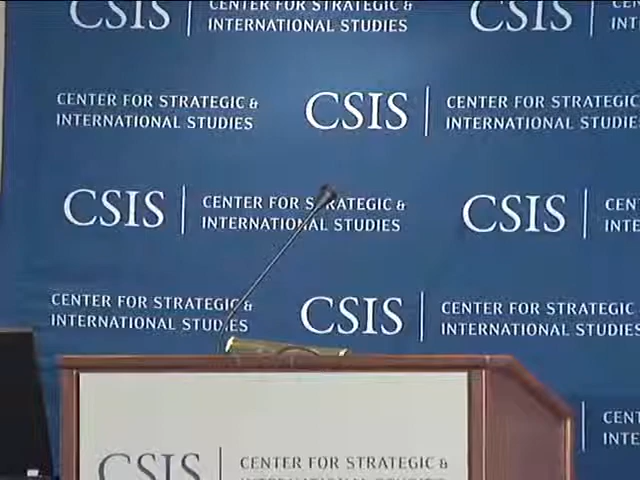 CSIS CENTER FOR STRATEGIC &
INTERNATIONAL STUDIES
CSIS
CENTER FOR STRATEGIC &
INTERNATIONAL STUDIES
CSIS CENTER FOR STRATEGIC
INTERNATIONAL STUDIES
CSIS CENTER FOR STRATEGIC &
INTERNATIONAL STUDIES
CSIS
CENTER FOR STRATEGIC &
INTERNATIONAL STUDIES
CSIS CENTER FOR STRATEGIC
INTERNATIONAL STUDIES
CSIS CENTER FOR STRATEGIC &
INTERNATIONAL STUDIES